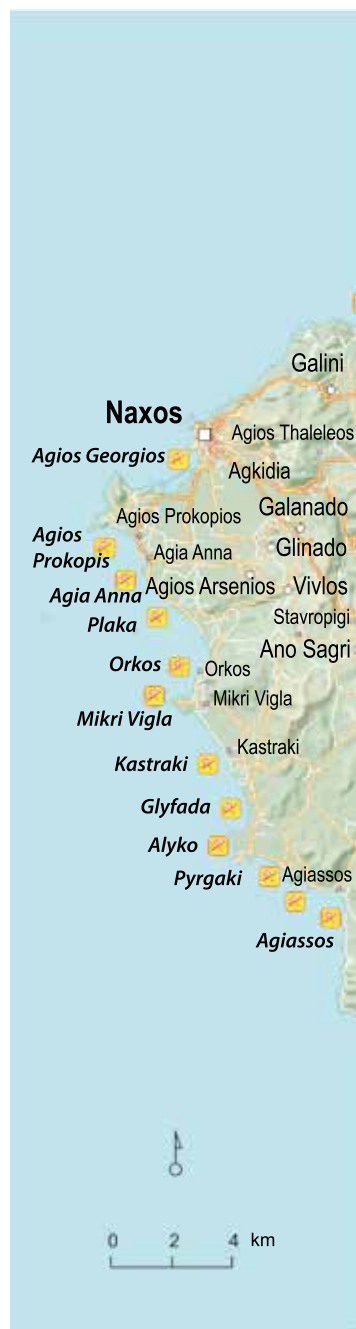 Galini
Naxos
Agios Thaleleos
Agios Georgios
Agkidia
Galanado
Agios Prokopios
Agios
Prokopis
Glinado
Agia Anna
Agia Anna
Agios Arsenios
Vivlos
Plaka
Stavropigi
Ano Sagri
Orkos
Orkos
Mikri Vigla
Mikri Vigla
Kastraki
Kastraki
Glyfada
Alyko
Pyrgaki
Agiassos
Agiassos
0 2 4 km